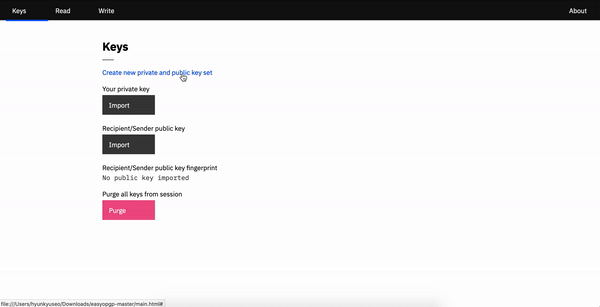 Keys Read Write About
Keys
Create new private and public key set
Your private key
Import
Recipient/Sender public key
Import
Recipient/Sender public key fingerprint
No public key imported
Purge all keys from session
Purge
file:///Users/hyunkyuseo/Downloads/easyopgp-master/main.html#